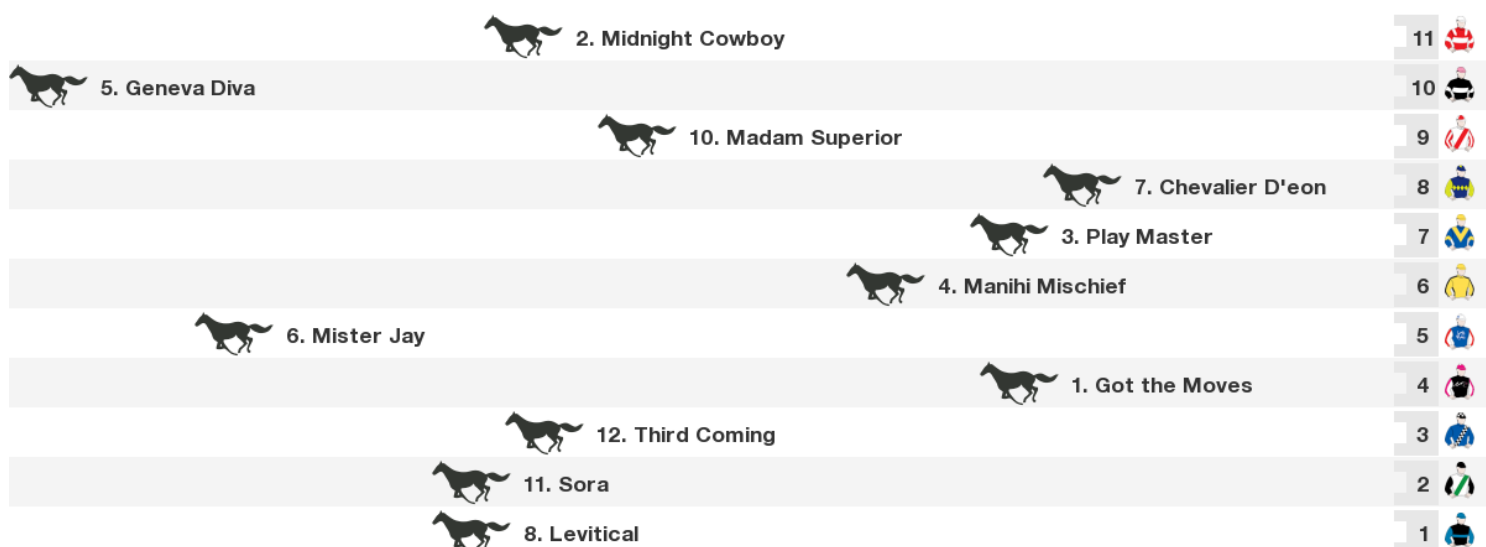 2. Midnight Cowboy 11
5. Geneva Diva 10
10. Madam Superior 9
7. Chevalier D'eon 8
3. Play Master 7
4. Manihi Mischief 6
6. Mister Jay 5
1. Got the Moves 4
12. Third Coming 3
11. Sora 2
8. Levitical 1